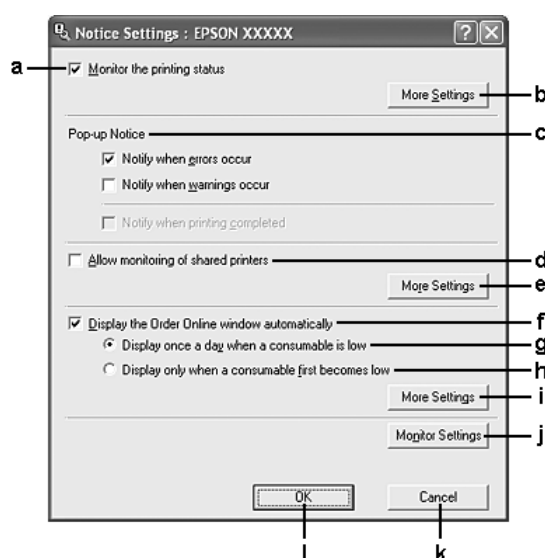 Notice Settings : EPSON XXXXX
a
Monitor the printing status
More Settings
b
Pop-up Notice
c
Notify when errors occur
Notify when warnings occur
Notify when printing completed
Allow monitoring of shared printers
d
More Settings
e
Display the Order Online window automatically
f
Display once a day when a consumable is low
g
Display only when a consumable first becomes low
h
More Settings
i
Monitor Settings
j
OK
Cancel
l
k